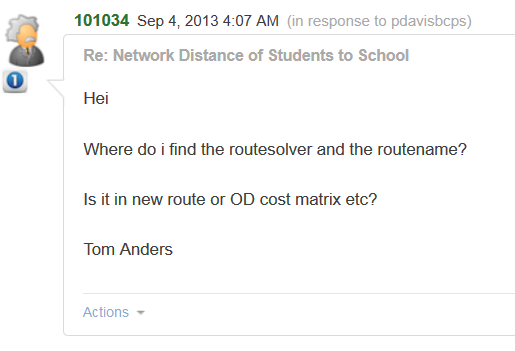 101034 Sep 4, 2013 4:07 AM (in response to pdavisbcps)
1
Re: Network Distance of Students to School
Hei
Where do i find the routesolver and the routename?
Is it in new route or OD cost matrix etc?
Tom Anders
Actions